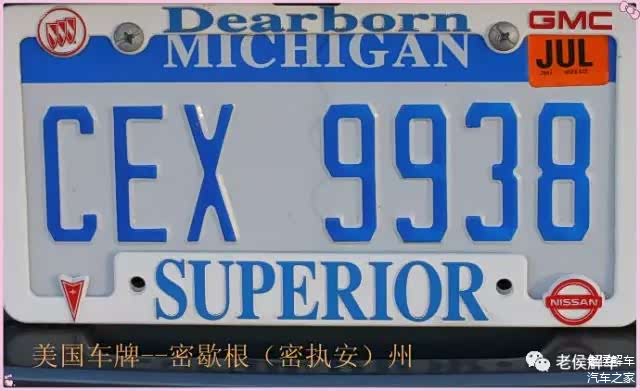 Dearborn
GMC
MICHIGAN
JUL
CEX 9938
SUPERIOR
NISSAN
美国车牌--密歇根（密执安）州
老侯解车
汽车之家